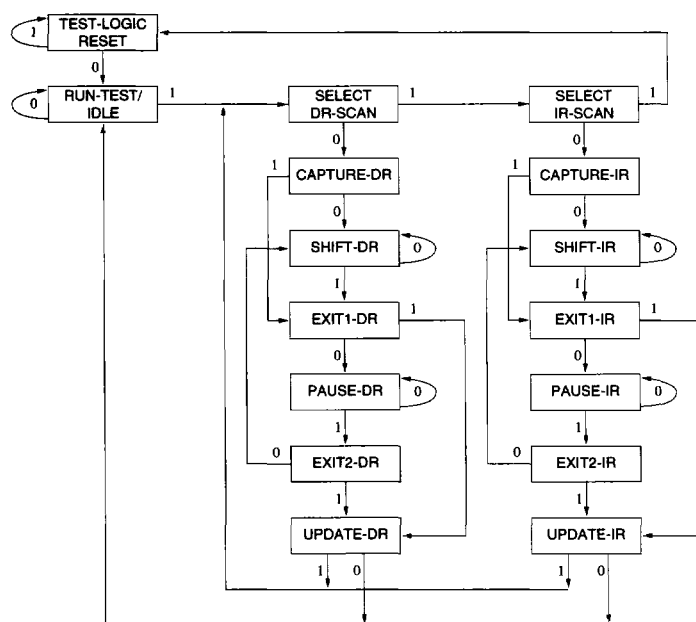 TEST-LOGIC
RESET
1
1
0
RUN-TEST/
IDLE
0
1
SELECT
DR-SCAN
1
SELECT
IR-SCAN
0
0
1
CAPTURE-DR
1
CAPTURE-IR
0
0
SHIFT-DR
0
SHIFT-IR
0
1
1
EXIT1-DR
1
EXIT1-IR
1
0
0
PAUSE-DR
0
PAUSE-IR
0
1
1
0
EXIT2-DR
0
EXIT2-IR
1
1
UPDATE-DR
UPDATE-IR
1
0
1
0